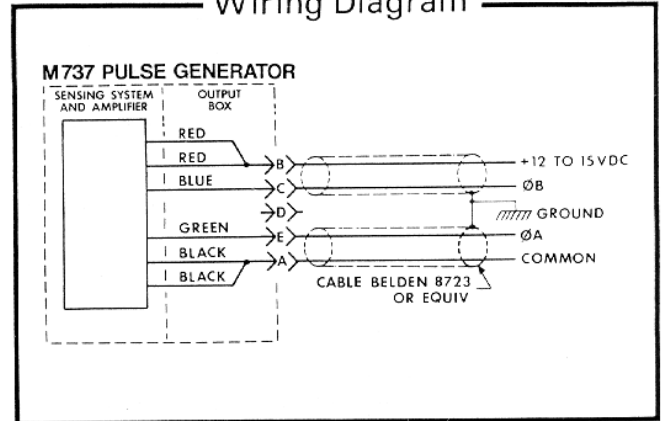 Wiring Diagram
M737 PULSE GENERATOR
SENSING SYSTEM
AND AMPLIFIER
OUTPUT
BOX
RED
RED
B
+12 TO 15VDC
BLUE
C
ØB
D
GROUND
GREEN
E
ØA
BLACK
A
COMMON
BLACK
CABLE BELDEN 8723
OR EQUIV